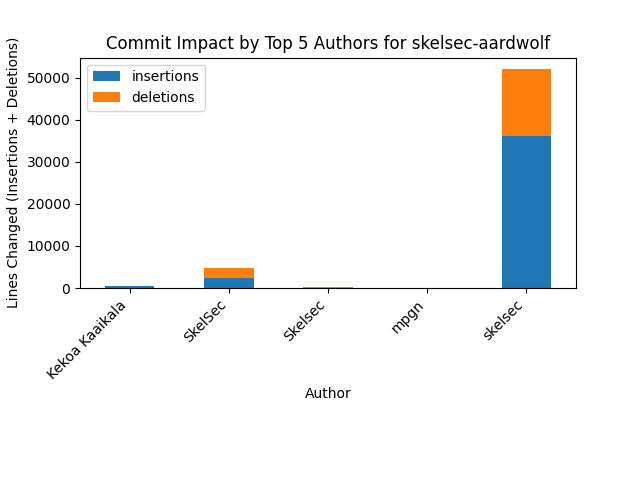 Commit Impact by Top 5 Authors for skelsec-aardwolf
Lines Changed (Insertions + Deletions)
insertions
deletions
50000
40000
30000
20000
10000
0
Kekoa Kaaikala
SkelSec
Skelsec
mpgn
skelsec
Author